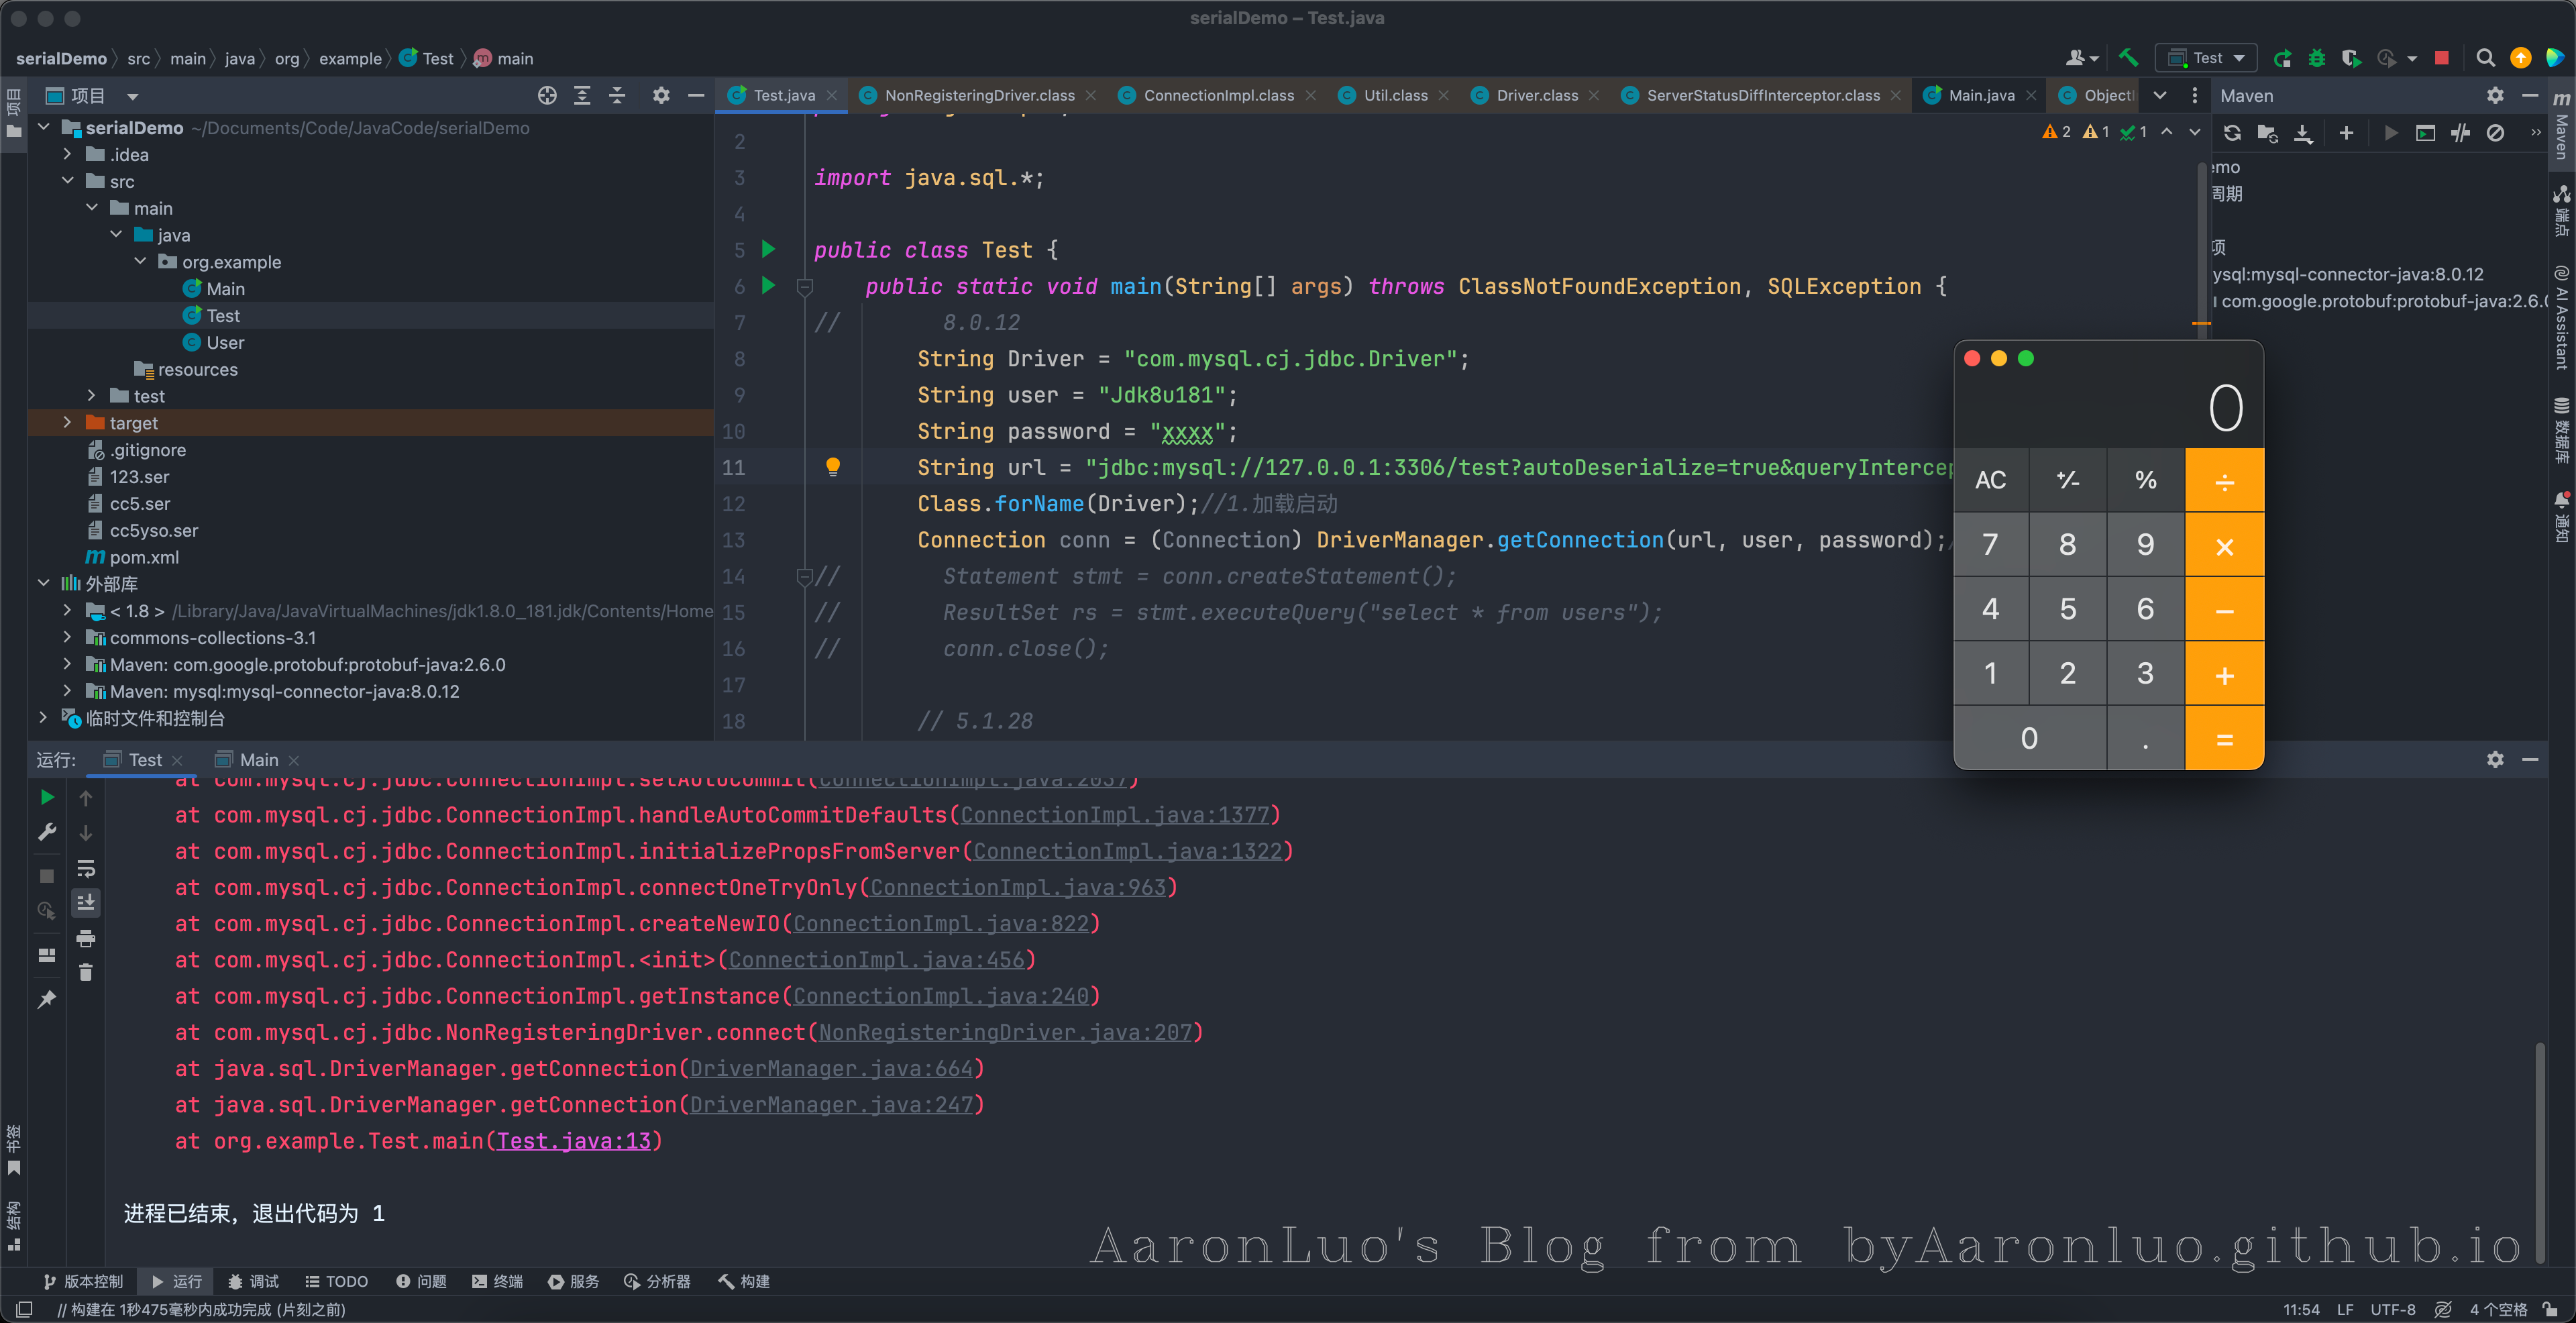 serialDemo – Test.java
serialDemo src main java org example Test main
Test
项目
项目
Test.java NonRegisteringDriver.class ConnectionImpl.class Util.class Driver.class ServerStatusDiffInterceptor.class Main.java Object
Maven
serialDemo ~/Documents/Code/JavaCode/serialDemo
.idea
src
main
java
org.example
Main
Test
User
resources
test
target
.gitignore
123.ser
cc5.ser
cc5yso.ser
pom.xml
外部库
< 1.8 > /Library/Java/JavaVirtualMachines/jdk1.8.0_181.jdk/Contents/Home
commons-collections-3.1
Maven: com.google.protobuf:protobuf-java:2.6.0
Maven: mysql:mysql-connector-java:8.0.12
临时文件和控制台
2 1 1
2
3 import java.sql.*;
4
5 public class Test {
6 public static void main(String[] args) throws ClassNotFoundException, SQLException {
7 // 8.0.12
8 String Driver = "com.mysql.cj.jdbc.Driver";
9 String user = "Jdk8u181";
10 String password = "xxxx";
11 String url = "jdbc:mysql://127.0.0.1:3306/test?autoDeserialize=true&queryIntercep
12 Class.forName(Driver);//1.加载启动
13 Connection conn = (Connection) DriverManager.getConnection(url, user, password);/
14 // Statement stmt = conn.createStatement();
15 // ResultSet rs = stmt.executeQuery("select * from users");
16 // conn.close();
17
18 // 5.1.28
emo
周期
项
ysql:mysql-connector-java:8.0.12
com.google.protobuf:protobuf-java:2.6.0
Maven
端点
AI Assistant
数据库
通知
0
AC +/- % ÷
7 8 9 ×
4 5 6 −
1 2 3 +
0 . =
运行: Test Main
at com.mysql.cj.jdbc.ConnectionImpl.setAutoCommit(ConnectionImpl.java:2037)
at com.mysql.cj.jdbc.ConnectionImpl.handleAutoCommitDefaults(ConnectionImpl.java:1377)
at com.mysql.cj.jdbc.ConnectionImpl.initializePropsFromServer(ConnectionImpl.java:1322)
at com.mysql.cj.jdbc.ConnectionImpl.connectOneTryOnly(ConnectionImpl.java:963)
at com.mysql.cj.jdbc.ConnectionImpl.createNewIO(ConnectionImpl.java:822)
at com.mysql.cj.jdbc.ConnectionImpl.<init>(ConnectionImpl.java:456)
at com.mysql.cj.jdbc.ConnectionImpl.getInstance(ConnectionImpl.java:240)
at com.mysql.cj.jdbc.NonRegisteringDriver.connect(NonRegisteringDriver.java:207)
at java.sql.DriverManager.getConnection(DriverManager.java:664)
at java.sql.DriverManager.getConnection(DriverManager.java:247)
at org.example.Test.main(Test.java:13)
进程已结束，退出代码为 1
书签
结构
AaronLuo's Blog from byAaronluo.github.io
版本控制 运行 调试 TODO 问题 终端 服务 分析器 构建
// 构建在 1秒475毫秒内成功完成 (片刻之前)
11:54 LF UTF-8 4 个空格